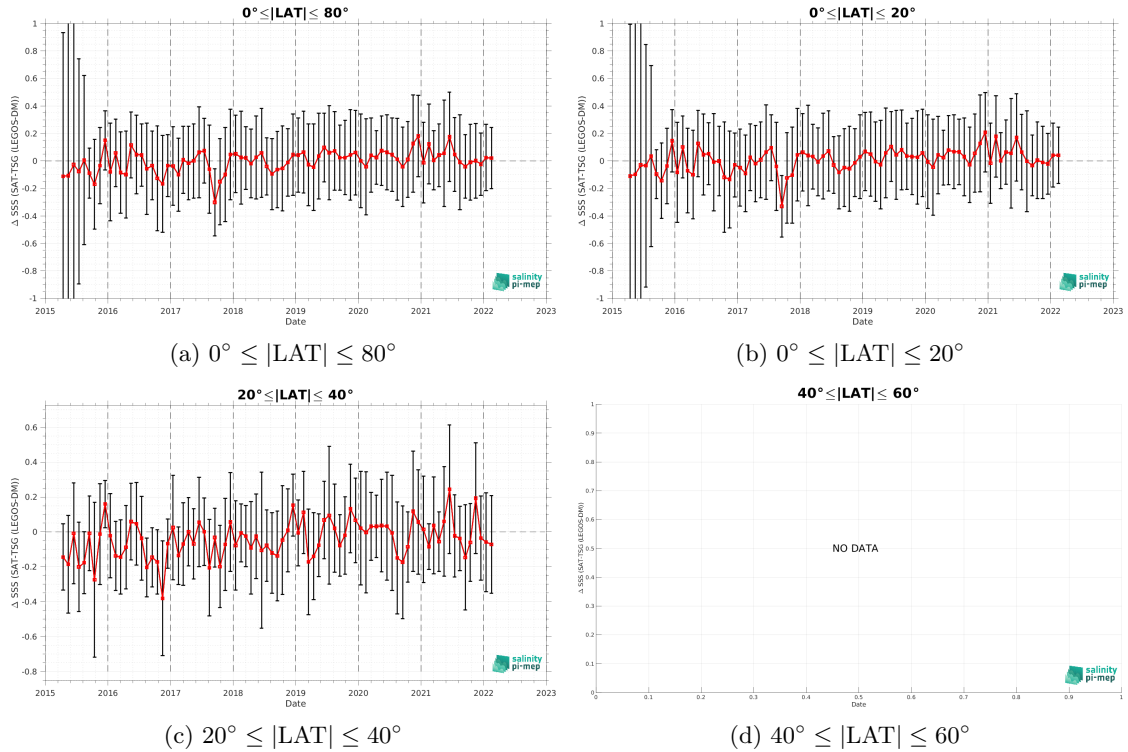 0°≤|LAT|≤ 80°
Δ SSS (SAT-TSG (LEGOS-DM))
1
0.8
0.6
0.4
0.2
0
-0.2
-0.4
-0.6
-0.8
-1
2015 2016 2017 2018 2019 2020 2021 2022 2023
Date
salinity
pi-mep
(a) 0° ≤ |LAT| ≤ 80°
0°≤|LAT|≤ 20°
Δ SSS (SAT-TSG (LEGOS-DM))
1
0.8
0.6
0.4
0.2
0
-0.2
-0.4
-0.6
-0.8
-1
2015 2016 2017 2018 2019 2020 2021 2022 2023
Date
salinity
pi-mep
(b) 0° ≤ |LAT| ≤ 20°
20°≤|LAT|≤ 40°
Δ SSS (SAT-TSG (LEGOS-DM))
0.6
0.4
0.2
0
-0.2
-0.4
-0.6
-0.8
2015 2016 2017 2018 2019 2020 2021 2022 2023
Date
salinity
pi-mep
(c) 20° ≤ |LAT| ≤ 40°
40°≤|LAT|≤ 60°
Δ SSS (SAT-TSG (LEGOS-DM))
1
0.9
0.8
0.7
0.6
0.5
0.4
0.3
0.2
0.1
0
NO DATA
0 0.1 0.2 0.3 0.4 0.5 0.6 0.7 0.8 0.9 1
Date
salinity
pi-mep
(d) 40° ≤ |LAT| ≤ 60°